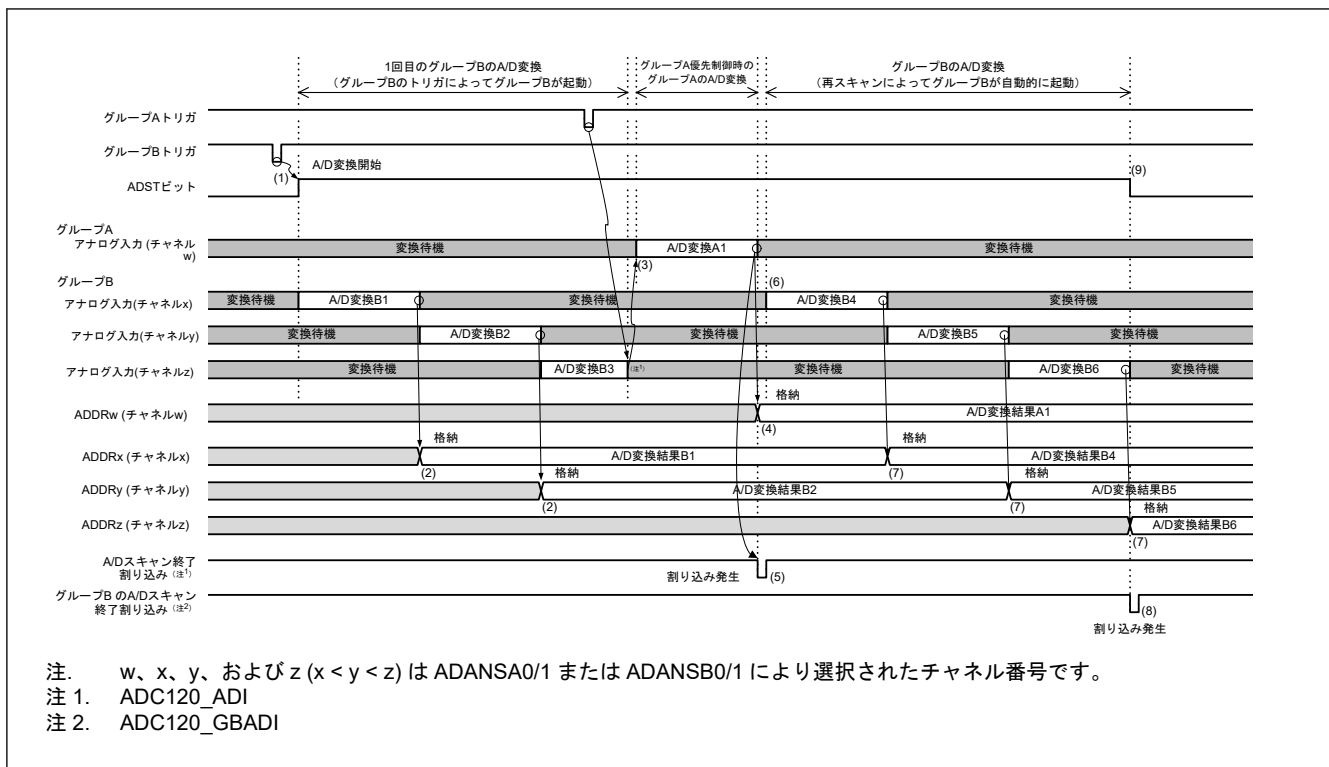 1回目のグループBのA/D変換
(グループBのトリガによってグループBが起動)
グループA優先制御時の
グループAのA/D変換
グループBのA/D変換
(再スキャンによってグループBが自動的に起動)
グループAトリガ
グループBトリガ
(1)
A/D変換開始
ADSTビット
(9)
グループA
アナログ入力 (チャネル
w)
変換待機
A/D変換A1
変換待機
(3)
グループB
(6)
アナログ入力(チャネルx)
変換待機
A/D変換B1
変換待機
A/D変換B4
変換待機
アナログ入力(チャネルy)
変換待機
A/D変換B2
変換待機
A/D変換B5
変換待機
アナログ入力(チャネルz)
変換待機
A/D変換B3
(注1)
変換待機
A/D変換B6
変換待機
格納
ADDRw (チャネルw)
A/D変換結果A1
(4)
格納
格納
ADDRx (チャネルx)
A/D変換結果B1
A/D変換結果B4
(2)
(7)
格納
格納
ADDRy (チャネルy)
A/D変換結果B2
A/D変換結果B5
(2)
(7)
格納
ADDRz (チャネルz)
A/D変換結果B6
(7)
A/Dスキャン終了
割り込み (注1)
割り込み発生
(5)
グループB のA/Dスキャン
終了割り込み (注2)
(8)
割り込み発生
注. w、x、y、および z (x < y < z) は ADANSA0/1 または ADANSB0/1 により選択されたチャネル番号です。
注 1. ADC120_ADI
注 2. ADC120_GBADI